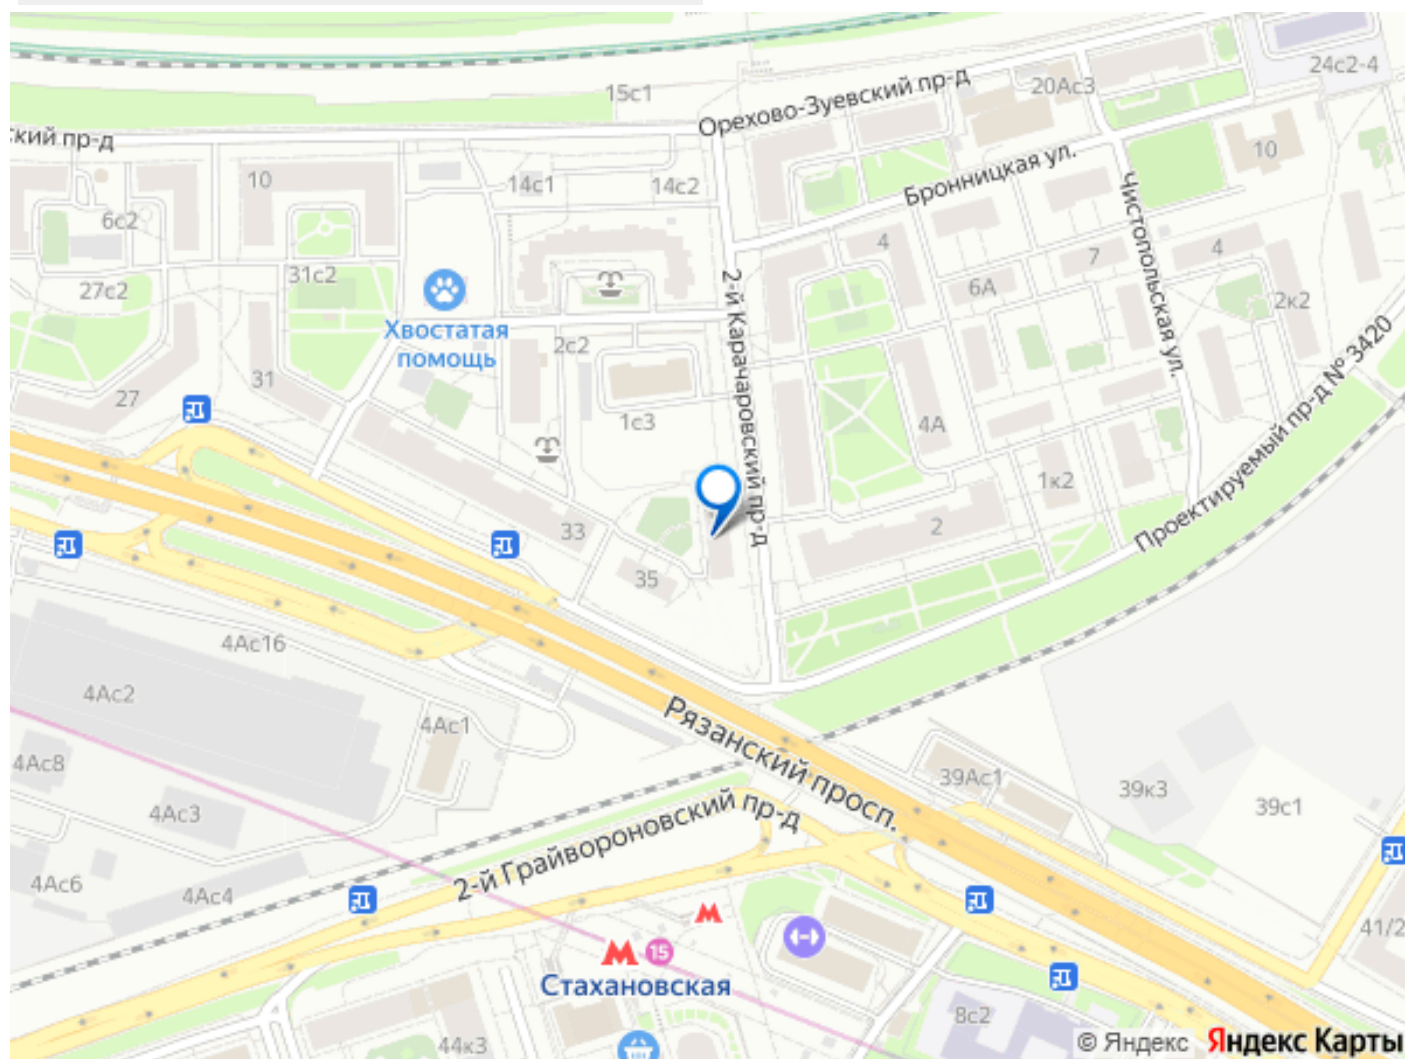 24с2-4
15с1
20Ас3
Орехово-Зуевский пр-д
ский пр-д
10
Бронницкая ул.
10
14с1
14с2
6с2
Чистопольская ул.
4
4
7
31с2
27с2
6А
2к2
2-й Карачаровский пр-д
Хвостатая
помощь
2с2
Проектируемый пр-д № 3420
31
27
1с3
4А
1к2
33
2
35
4Ас16
4Ас2
Рязанский просп.
4Ас1
4Ас8
39Ас1
39к3
39с1
4Ас3
2-й Грайвороновский пр-д
4Ас6
4Ас4
41/2
М
М
15
Стахановская
8с2
44к3
© Яндекс
Яндекс Карты